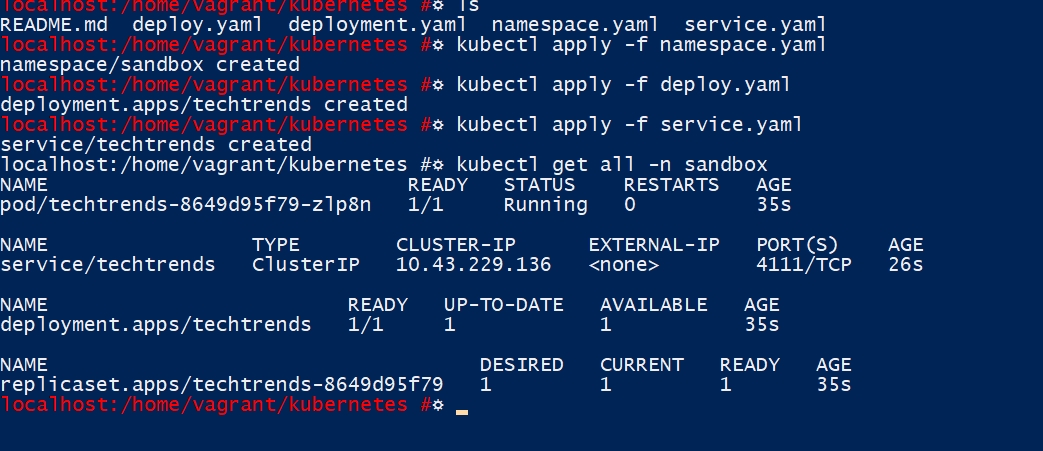 localhost:/home/vagrant/kubernetes #⚙ ls
README.md  deploy.yaml  deployment.yaml  namespace.yaml  service.yaml
localhost:/home/vagrant/kubernetes #⚙ kubectl apply -f namespace.yaml
namespace/sandbox created
localhost:/home/vagrant/kubernetes #⚙ kubectl apply -f deploy.yaml
deployment.apps/techtrends created
localhost:/home/vagrant/kubernetes #⚙ kubectl apply -f service.yaml
service/techtrends created
localhost:/home/vagrant/kubernetes #⚙ kubectl get all -n sandbox
NAME                              READY   STATUS    RESTARTS   AGE
pod/techtrends-8649d95f79-zlp8n   1/1     Running   0          35s
NAME                 TYPE        CLUSTER-IP      EXTERNAL-IP   PORT(S)    AGE
service/techtrends   ClusterIP   10.43.229.136   <none>        4111/TCP   26s
NAME                         READY   UP-TO-DATE   AVAILABLE   AGE
deployment.apps/techtrends   1/1     1            1           35s
NAME                                    DESIRED   CURRENT   READY   AGE
replicaset.apps/techtrends-8649d95f79   1         1         1       35s
localhost:/home/vagrant/kubernetes #⚙